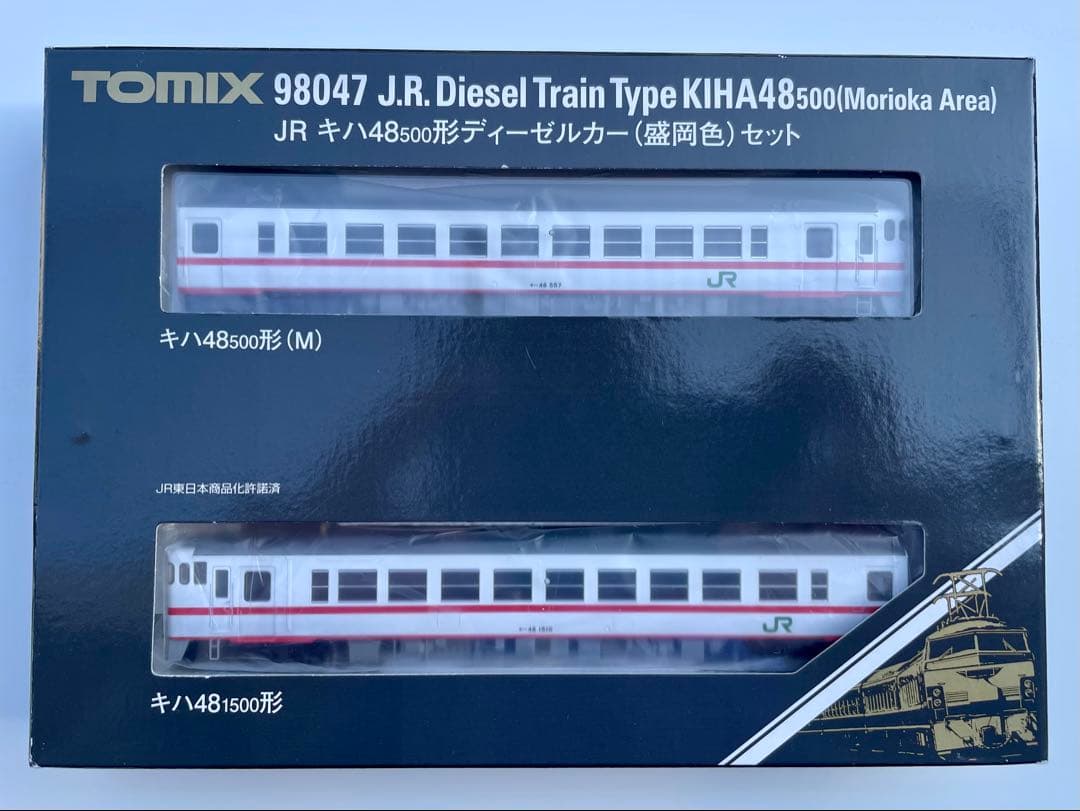 TOMIX 98047 J.R. Diesel Train Type KIHA48500(Morioka Area)
JR キハ48500形ディーゼルカー(盛岡色)セット
JR
キハ48500形(M)
JR東日本商品化許諾済
JR
キハ481500形